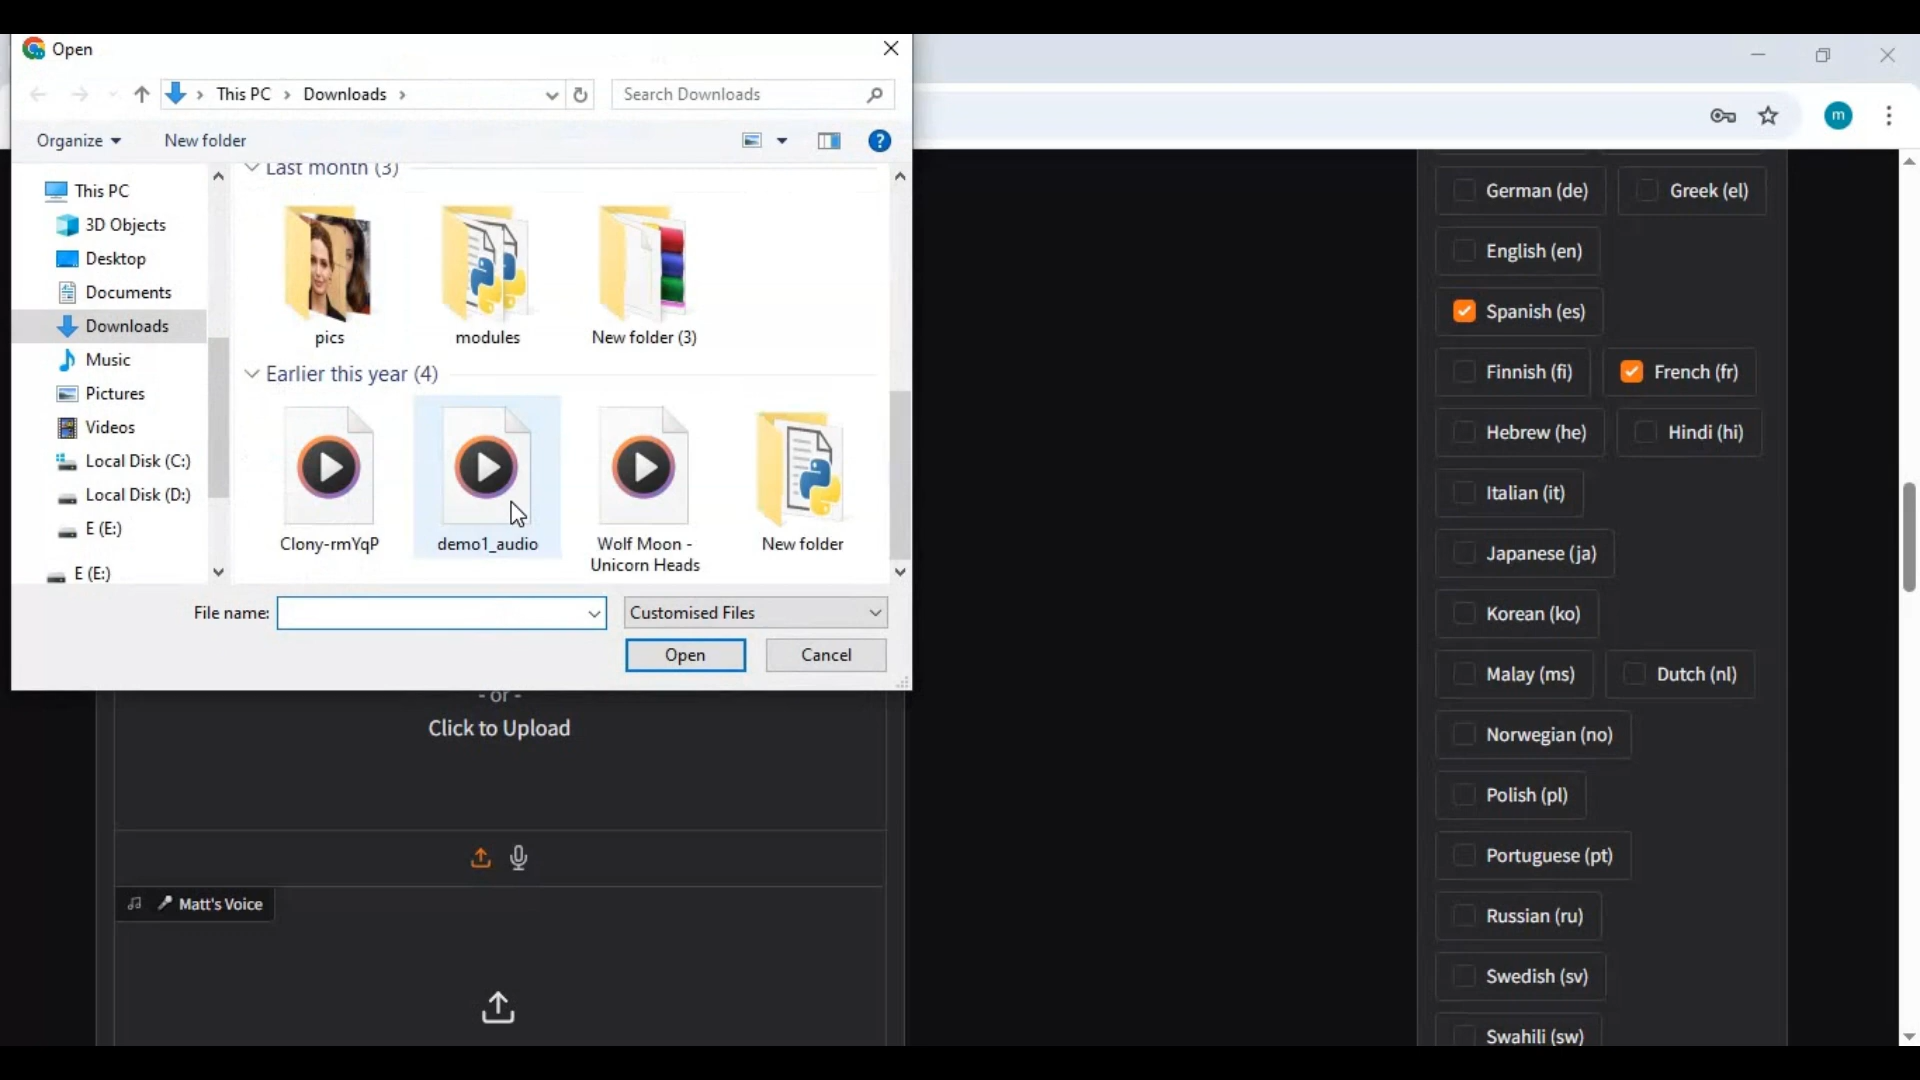 Open
This PC
Downloads
Search Downloads
Organize
New folder
?
This PC
3D Objects
Desktop
Documents
Downloads
Music
Pictures
Videos
Local Disk (C:)
Local Disk (D:)
E (E:)
E (E:)
Last month (3)
pics
modules
New folder (3)
Earlier this year (4)
Clony-rmYqP
demo1_audio
Wolf Moon -
Unicorn Heads
New folder
File name:
Customised Files
Open
Cancel
- or -
Click to Upload
Matt's Voice
m
German (de)
Greek (el)
English (en)
Spanish (es)
Finnish (fi)
French (fr)
Hebrew (he)
Hindi (hi)
Italian (it)
Japanese (ja)
Korean (ko)
Malay (ms)
Dutch (nl)
Norwegian (no)
Polish (pl)
Portuguese (pt)
Russian (ru)
Swedish (sv)
Swahili (sw)